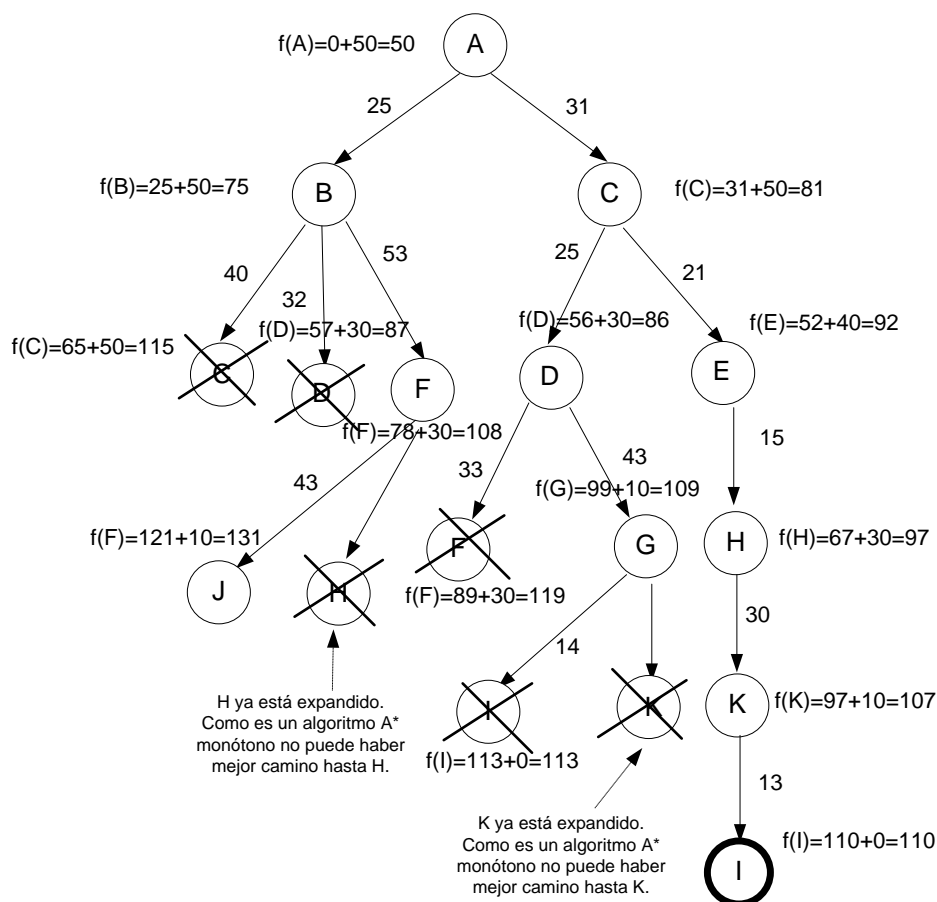 f(A)=0+50=50
A
25
31
f(B)=25+50=75
B
C
f(C)=31+50=81
40
32
53
25
21
f(C)=65+50=115
f(D)=57+30=87
f(D)=56+30=86
f(E)=52+40=92
C
D
F
D
E
f(F)=78+30=108
43
33
43
15
f(F)=121+10=131
f(G)=99+10=109
J
H
F
G
H
f(H)=67+30=97
f(F)=89+30=119
14
30
H ya está expandido.
Como es un algoritmo A*
monótono no puede haber
mejor camino hasta H.
I
K
K
f(K)=97+10=107
f(I)=113+0=113
13
K ya está expandido.
Como es un algoritmo A*
monótono no puede haber
mejor camino hasta K.
f(I)=110+0=110
I